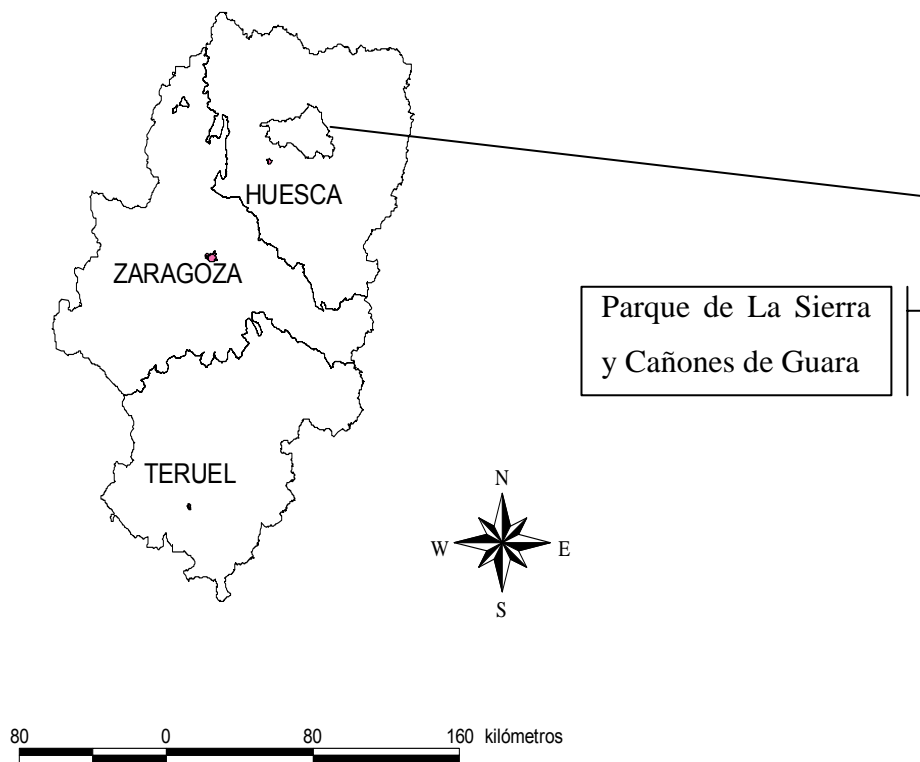 HUESCA
ZARAGOZA
Parque de La Sierra
y Cañones de Guara
TERUEL
N
W E
S
80 0 80 160 kilómetros